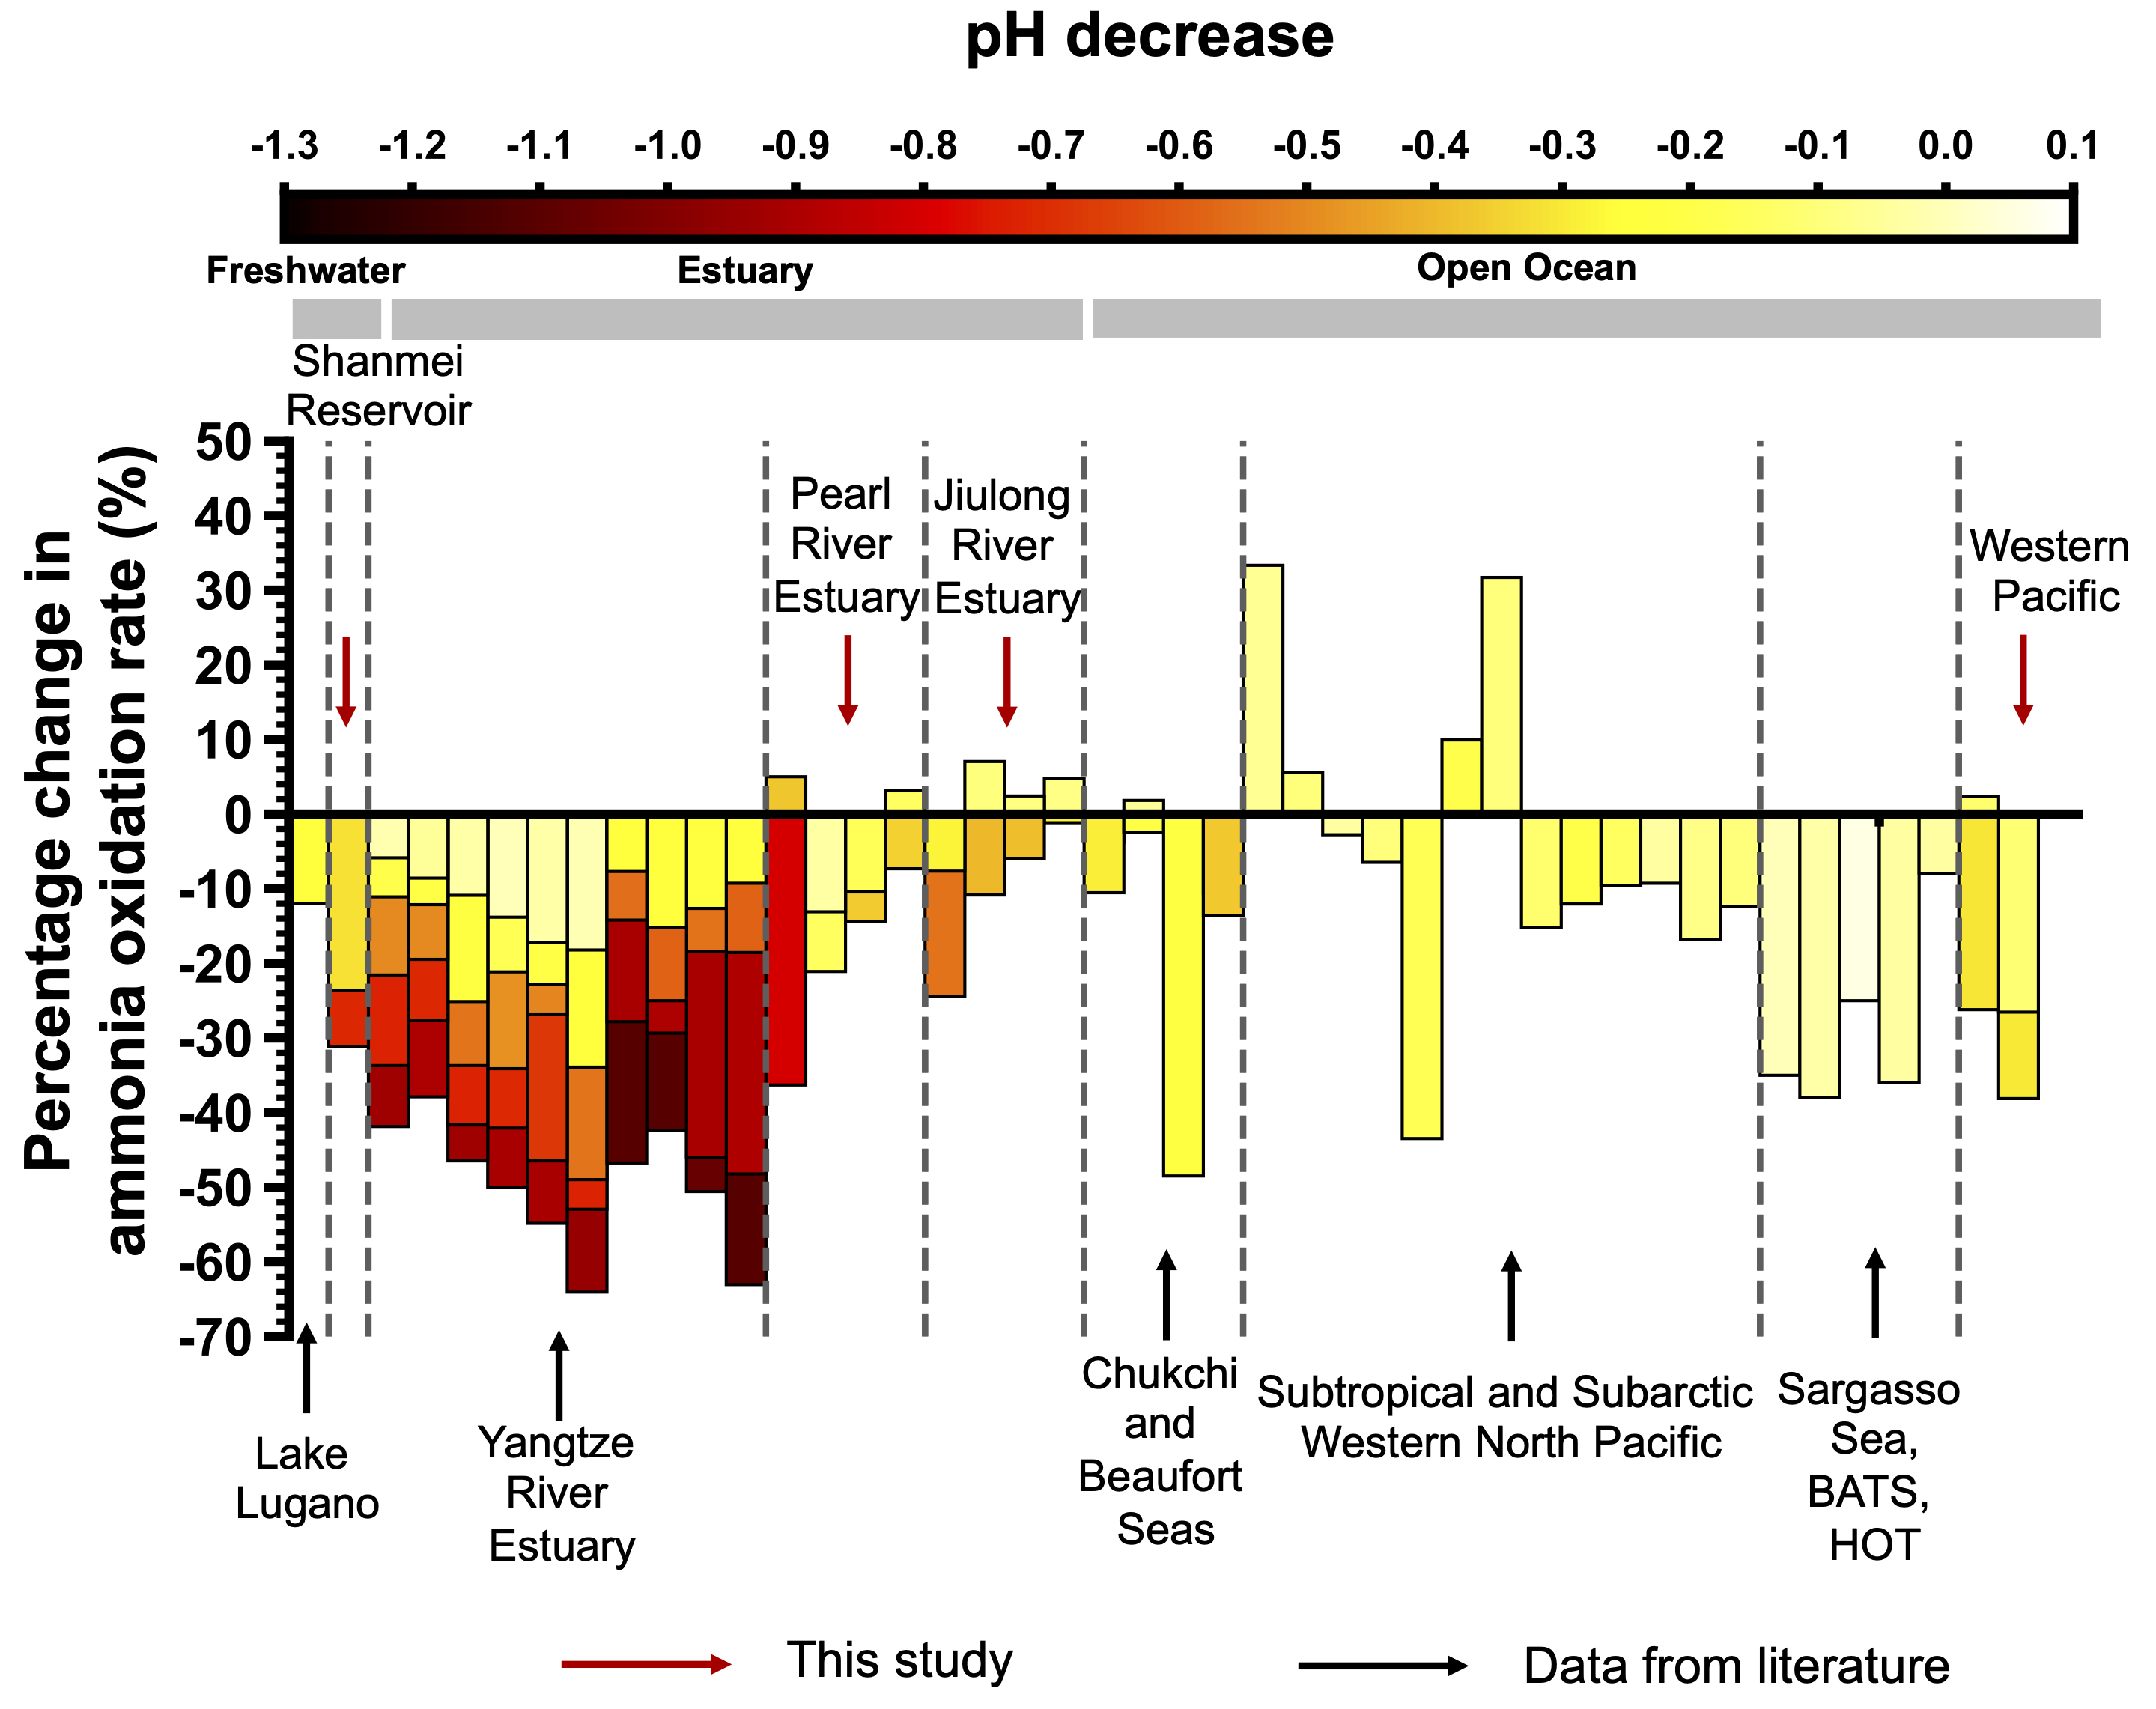 pH decrease
-1.3 -1.2 -1.1 -1.0 -0.9 -0.8 -0.7 -0.6 -0.5 -0.4 -0.3 -0.2 -0.1 0.0 0.1
Freshwater Estuary Open Ocean
Shanmei
Reservoir
Percentage change in
ammonia oxidation rate (%)
50
40
30
20
10
0
-10
-20
-30
-40
-50
-60
-70
Pearl
River
Estuary
Jiulong
River
Estuary
Western
Pacific
Lake
Lugano
Yangtze
River
Estuary
Chukchi
and
Beaufort
Seas
Subtropical and Subarctic
Western North Pacific
Sargasso
Sea,
BATS,
HOT
This study
Data from literature